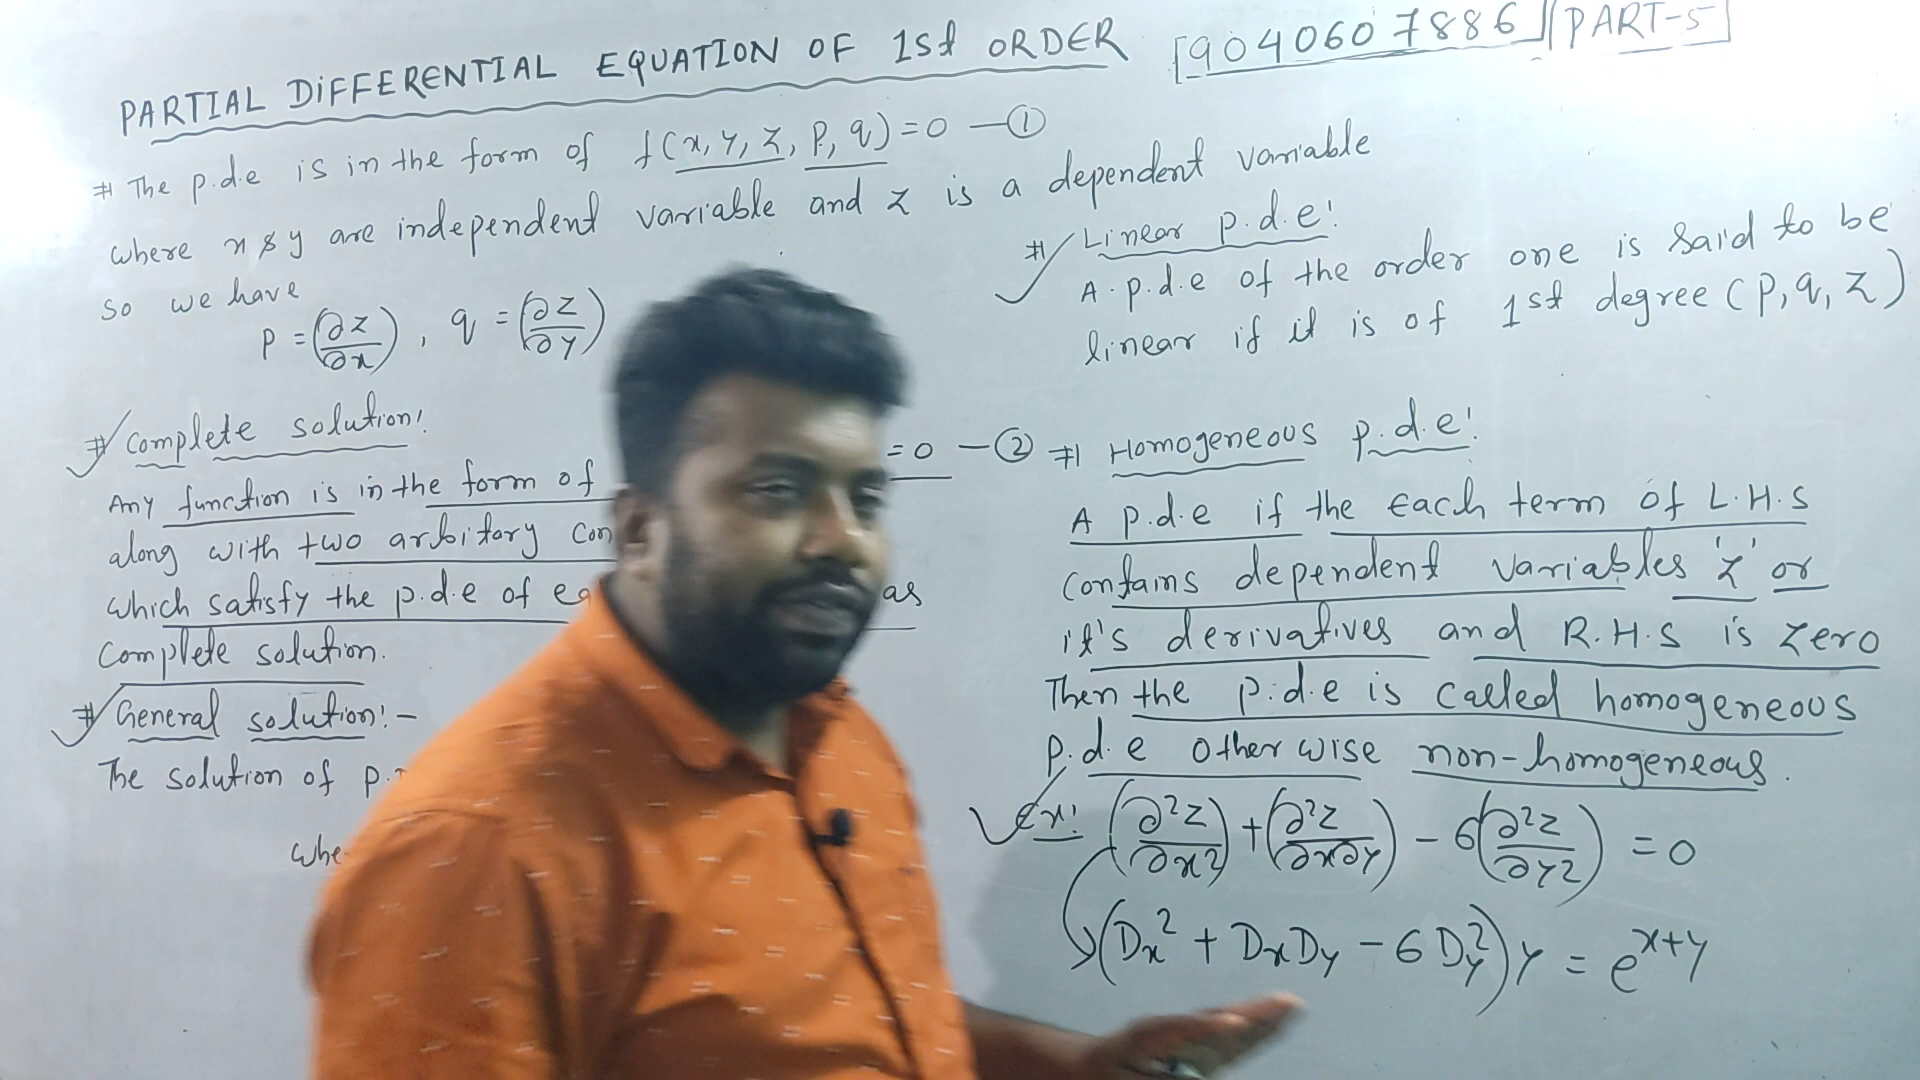 PARTIAL DIFFERENTIAL EQUATION OF 1st ORDER [9040607886] [PART-5]
# The p.d.e is in the form of f(x, y, z, p, q) = 0 — ①
where x & y are independent variable and z is a dependent variable
so we have
p = (∂z/∂x), q = (∂z/∂y)
# Complete solution!
= 0 — ②
Any function is in the form of
along with two arbitory con
which satisfy the p.d.e of eq as
Complete solution.
# General solution! -
The solution of p.
whe
# Linear p.d.e!
A p.d.e of the order one is said to be
linear if it is of 1st degree (p, q, z)
# Homogeneous p.d.e!
A p.d.e if the each term of L.H.S
contains dependent variables 'z' or
it's derivatives and R.H.S is zero
Then the p.d.e is called homogeneous
p.d.e otherwise non-homogeneous.
Ex! (∂²z/∂x²) + (∂²z/∂x∂y) - 6(∂²z/∂y²) = 0
(Dx² + DxDy - 6Dy²)y = e^x+y